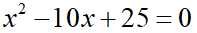 x² −10x + 25 = 0